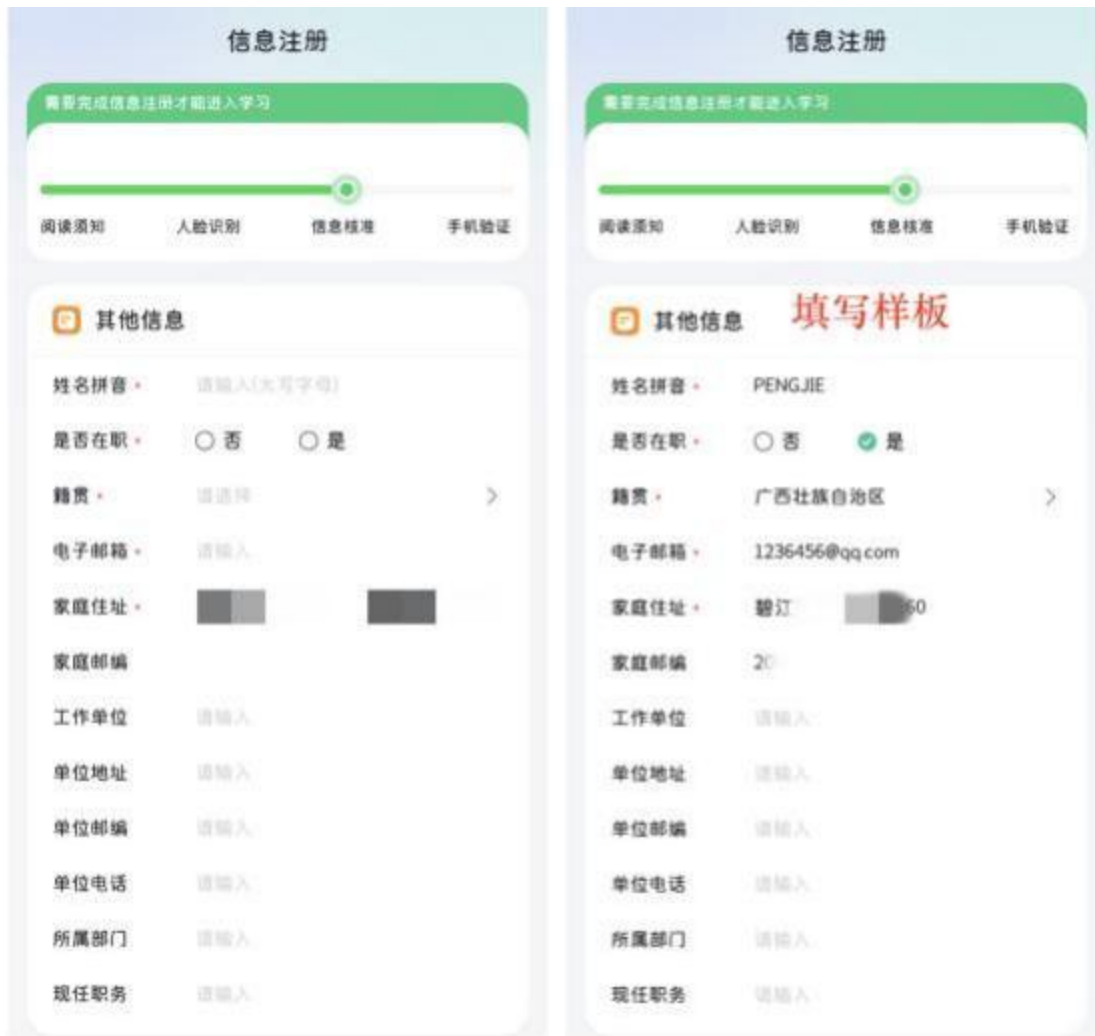 信息注册
需要完成信息注册才能进入学习
阅读须知 人脸识别 信息核准 手机验证
其他信息
姓名拼音* 请输入(大写字母)
是否在职* 否 是
籍贯* 请选择
电子邮箱* 请输入
家庭住址*
家庭邮编
工作单位 请输入
单位地址 请输入
单位邮编 请输入
单位电话 请输入
所属部门 请输入
现任职务 请输入
信息注册
需要完成信息注册才能进入学习
阅读须知 人脸识别 信息核准 手机验证
其他信息 填写样板
姓名拼音* PENGJIE
是否在职* 否 是
籍贯* 广西壮族自治区
电子邮箱* 1236456@qq.com
家庭住址* 碧江 60
家庭邮编 20
工作单位 请输入
单位地址 请输入
单位邮编 请输入
单位电话 请输入
所属部门 请输入
现任职务 请输入